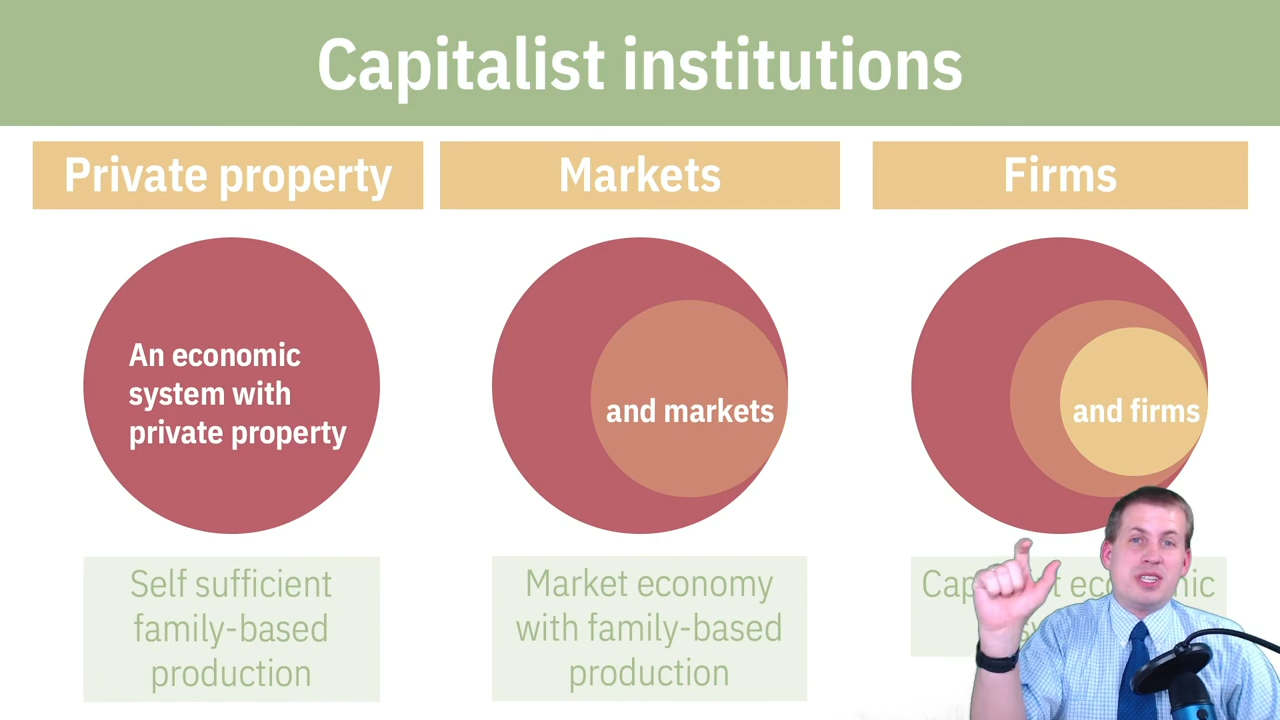 Capitalist institutions
Private property
Markets
Firms
An economic
system with
private property
and markets
and firms
Self sufficient
family-based
production
Market economy
with family-based
production